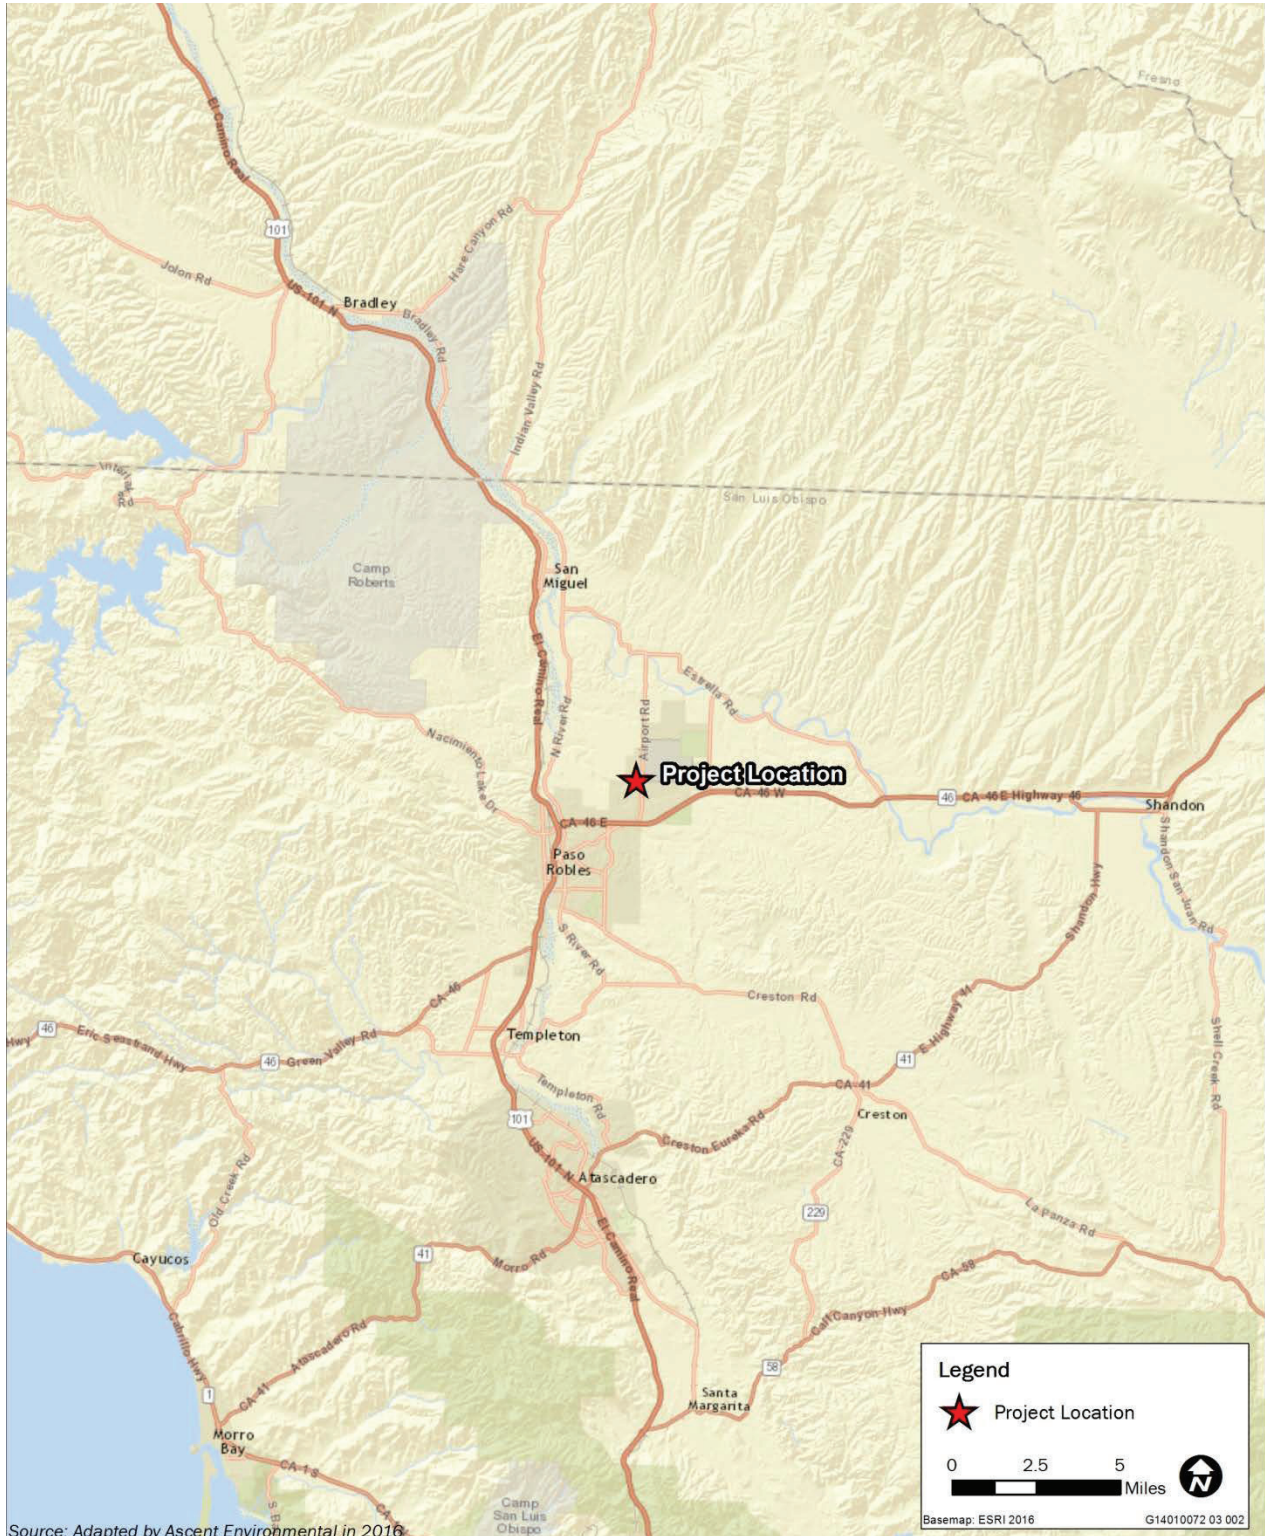 Fresno
El Camino Real
101
Hare Canyon Rd
Jolon Rd
US-101 N
Bradley
Bradley Rd
Indian Valley Rd
Interlak
Rd
San Luis Obispo
Camp
Roberts
San
Miguel
El Camino Real
N River Rd
Estrella Rd
Airport Rd
Nacimiento Lake Dr
Project Location
CA-46 W
46
CA-46 E
Highway 46
Shandon
CA-46 E
Paso
Robles
Shandon San Juan Rd
Shandon Hwy
S River Rd
CA-46
Creston Rd
E Highway 41
46
Hwy
Eric Seastrand Hwy
46
Green Valley Rd
Templeton
41
Shell Creek Rd
Templeton Rd
CA-41
Creston
101
Creston Eureka Rd
CA-229
US-101 N
Atascadero
Old Creek Rd
229
La Panza Rd
El Camino Real
41
Morro Rd
Cayucos
CA-58
Cabrillo Hwy
Atascadero Rd
Calf Canyon Hwy
CA-41
58
1
Santa
Margarita
Morro
Bay
CA-1 S
S Ba
CA-
Camp
San Luis
Obispo
Legend
Project Location
0 2.5 5
Miles
N
Basemap: ESRI 2016 G14010072 03 002
Source: Adapted by Ascent Environmental in 2016